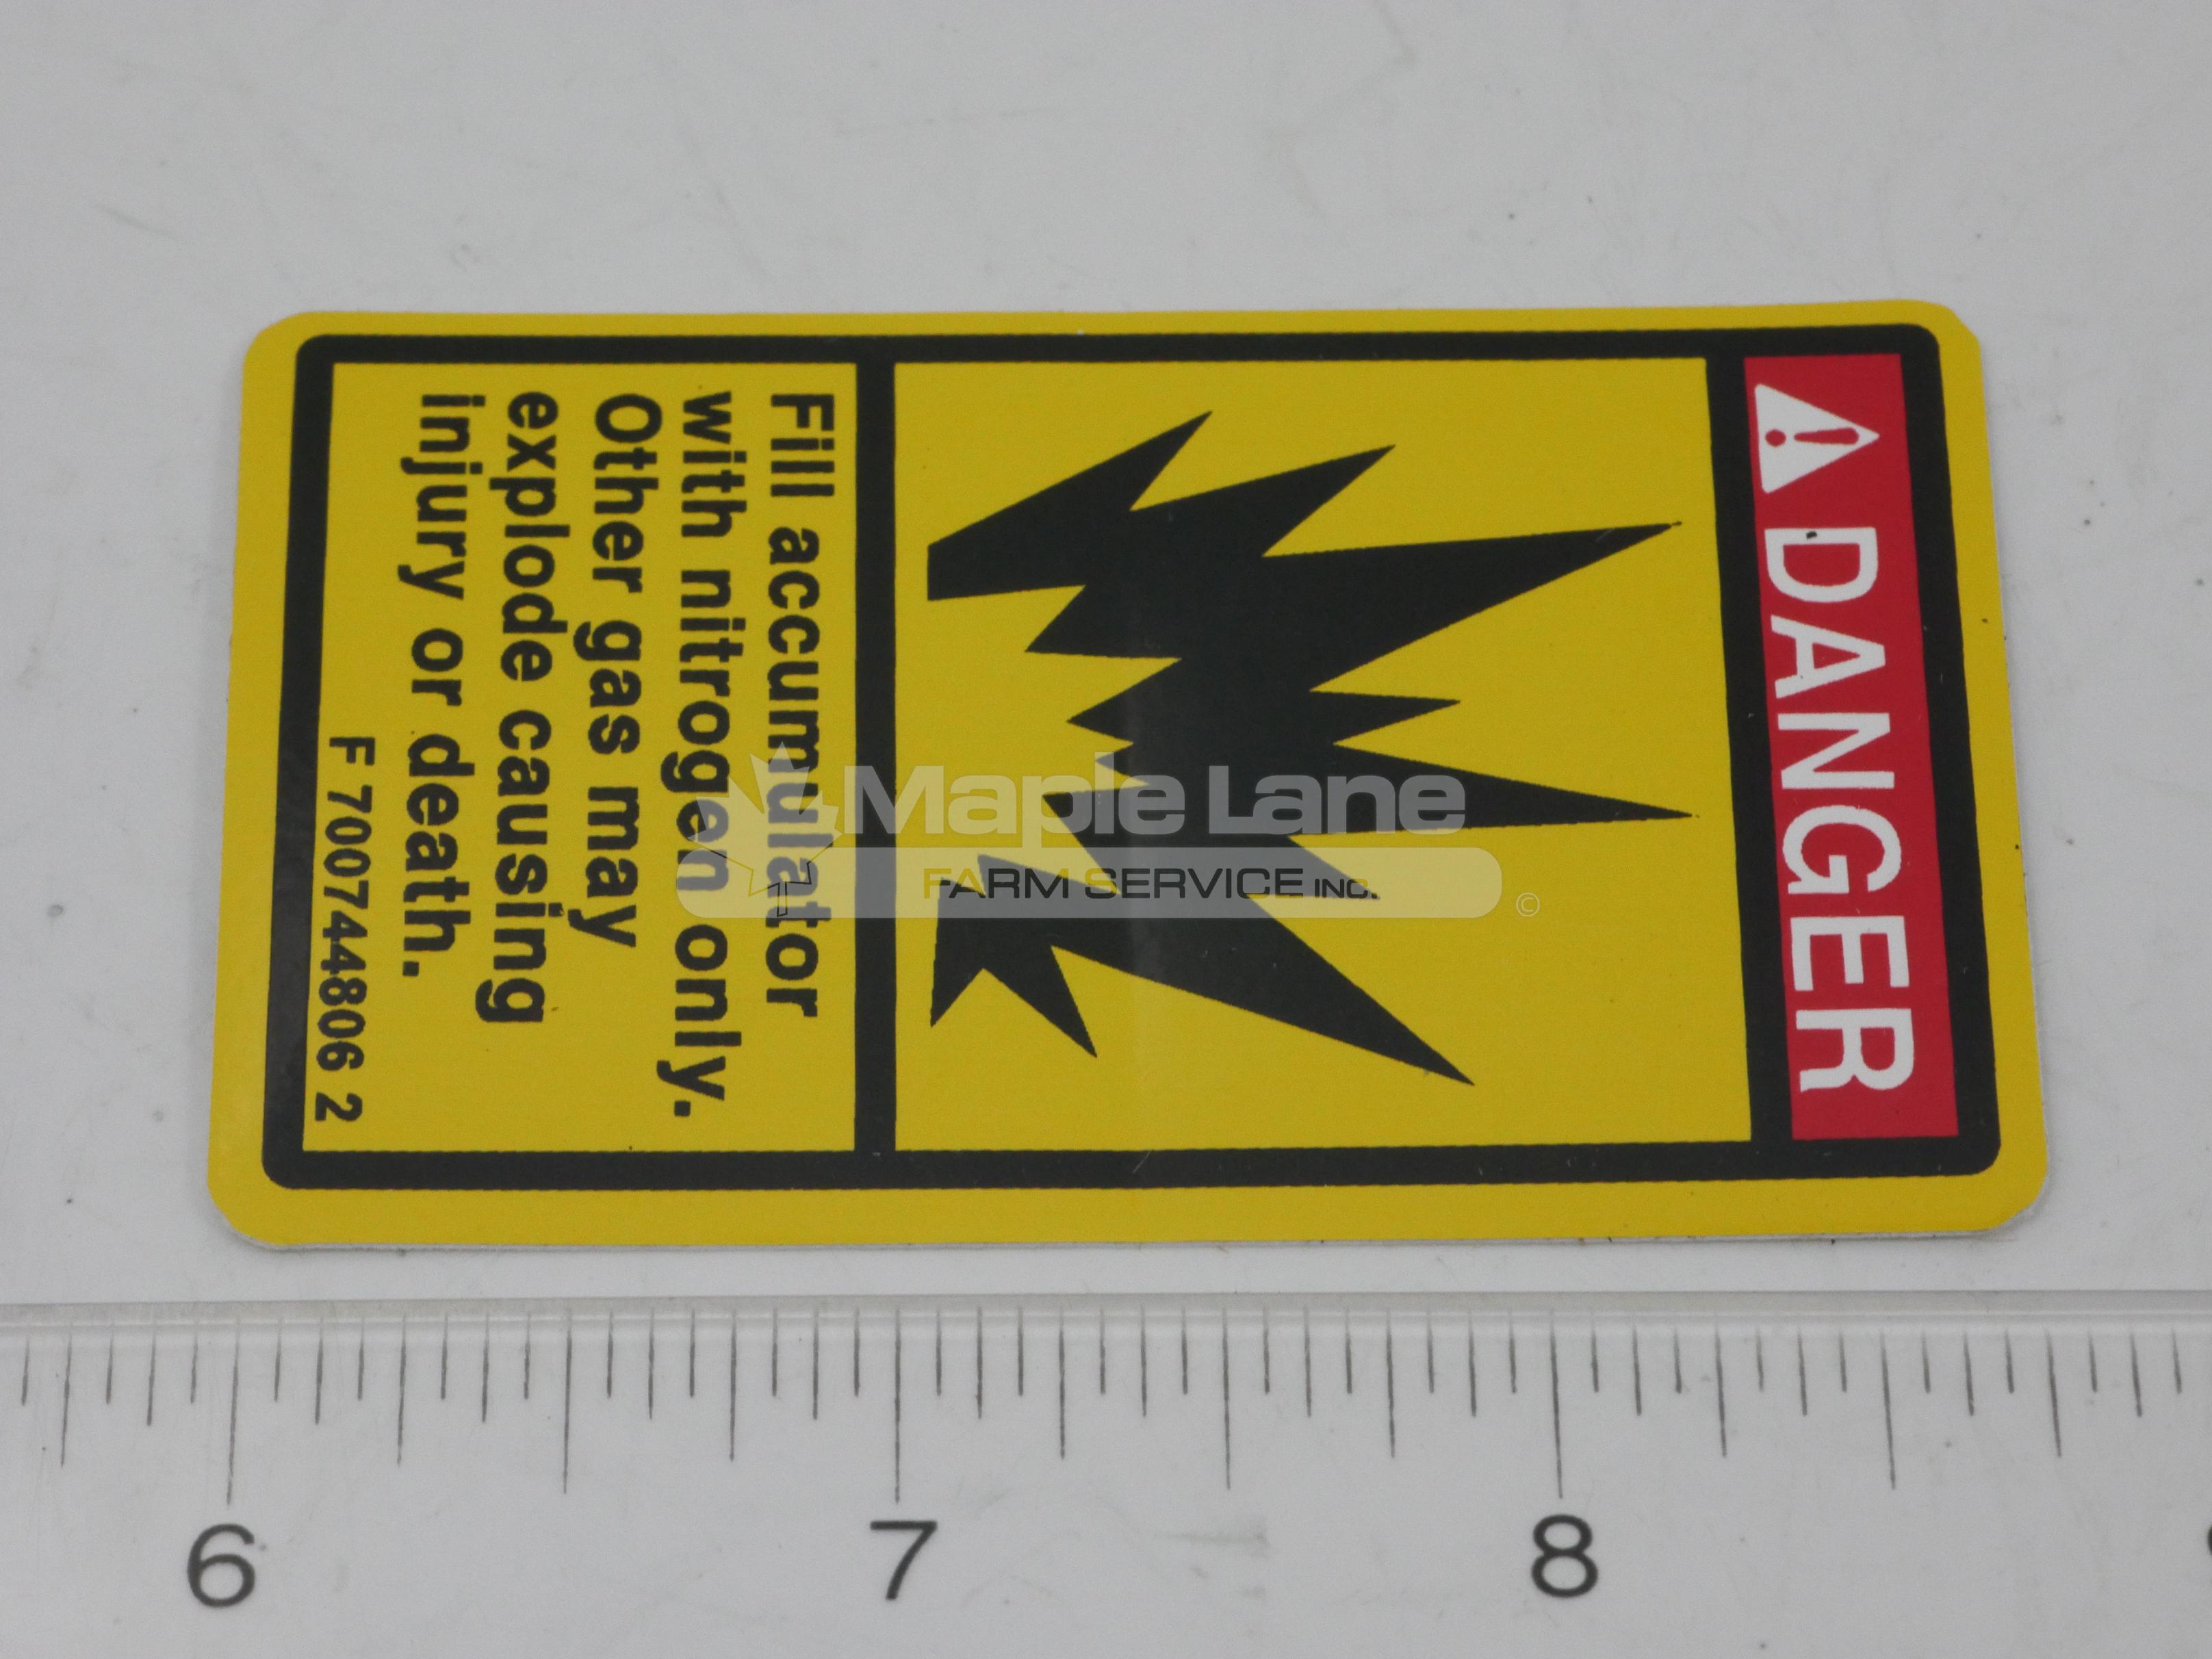 DANGER
Fill accumulator
with nitrogen only.
Other gas may
explode causing
injury or death.
F 700744806 2
Maple Lane
FARM SERVICE INC.
©
6 7 8